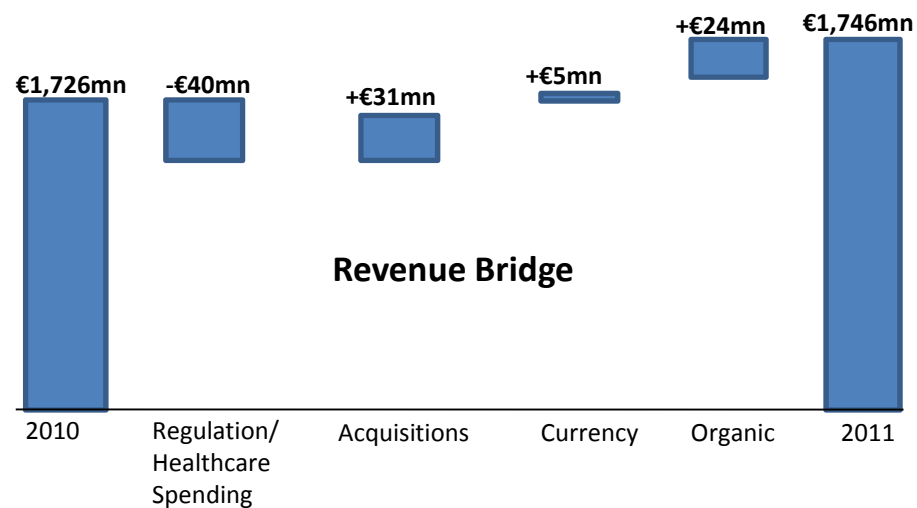 +€24mn
€1,746mn
€1,726mn
-€40mn
+€31mn
+€5mn
Revenue Bridge
2010
Regulation/
Healthcare
Spending
Acquisitions
Currency
Organic
2011